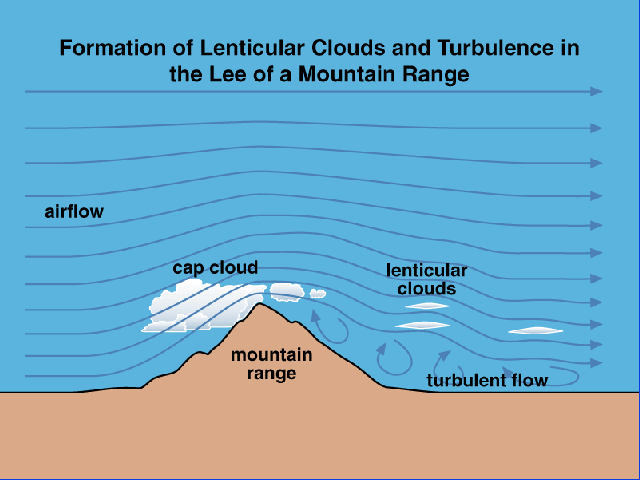 Formation of Lenticular Clouds and Turbulence in
the Lee of a Mountain Range
airflow
cap cloud
lenticular
clouds
mountain
range
turbulent flow